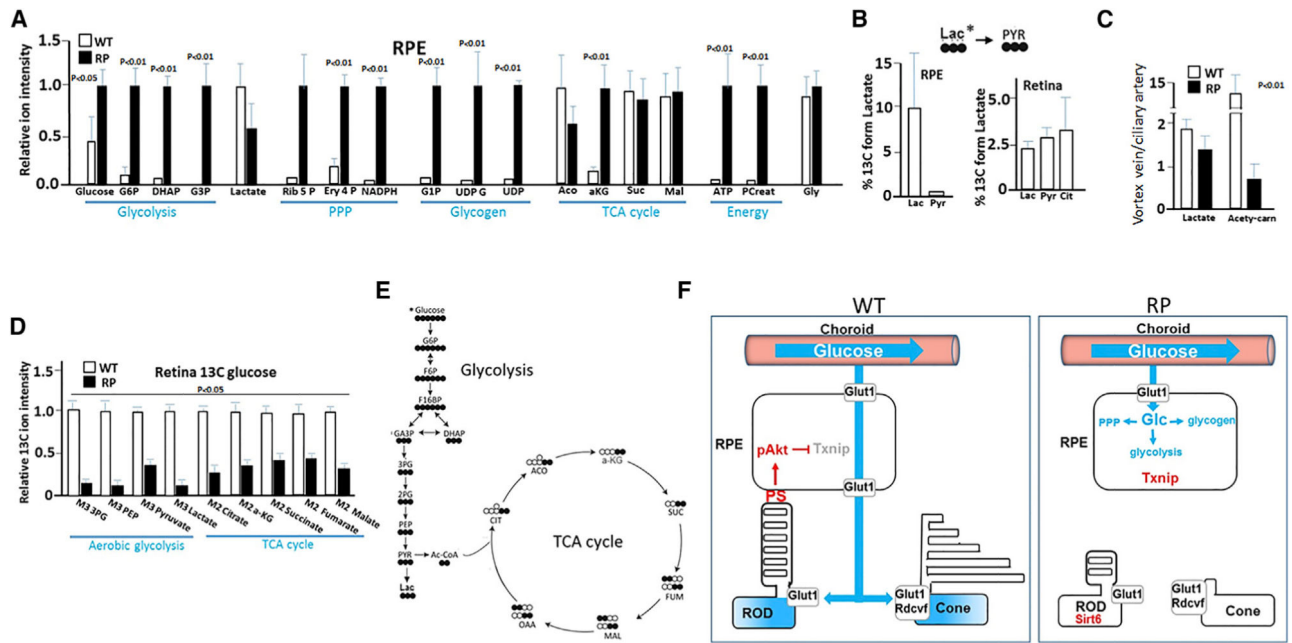 A
WT
RP
RPE
Relative ion intensity
1.5
1.0
0.5
0.0
P<0.05
P<0.01
P<0.01
P<0.01
P<0.01
P<0.01
P<0.01
P<0.01
P<0.01
P<0.01
P<0.01
P<0.01
Glucose G6P DHAP G3P Lactate Rib 5 P Ery 4 P NADPH G1P UDP G UDP Aco aKG Suc Mal ATP PCreat Gly
Glycolysis PPP Glycogen TCA cycle Energy
B
Lac* PYR
RPE
% 13C form Lactate
15
10
5
0
Lac Pyr
Retina
% 13C form Lactate
5.0
2.5
0
Lac Pyr Cit
C
WT
RP
P<0.01
Vortex vein/ciliary artery
15
2
1
0
Lactate Acety-carn
D
WT
RP
Retina 13C glucose
P<0.05
Relative 13C ion intensity
1.5
1.0
0.5
0.0
M3 3PG M3 PEP M3 Pyruvate M3 Lactate M2 Citrate M2 a-KG M2 Succinate M2 Fumarate M2 Malate
Aerobic glycolysis TCA cycle
E
*Glucose
G6P
F6P
F16BP
GA3P DHAP
3PG
2PG
PEP
PYR Ac-CoA
Lac
Glycolysis
ACO
a-KG
CIT
SUC
TCA cycle
FUM
OAA
MAL
F
WT
Choroid
Glucose
Glut1
RPE
pAkt Txnip
Glut1
PS
Glut1
ROD
Glut1
Rdcvf
Cone
RP
Choroid
Glucose
Glut1
RPE
PPP Glc glycogen
glycolysis
Txnip
ROD
Sirt6
Glut1
Glut1
Rdcvf
Cone